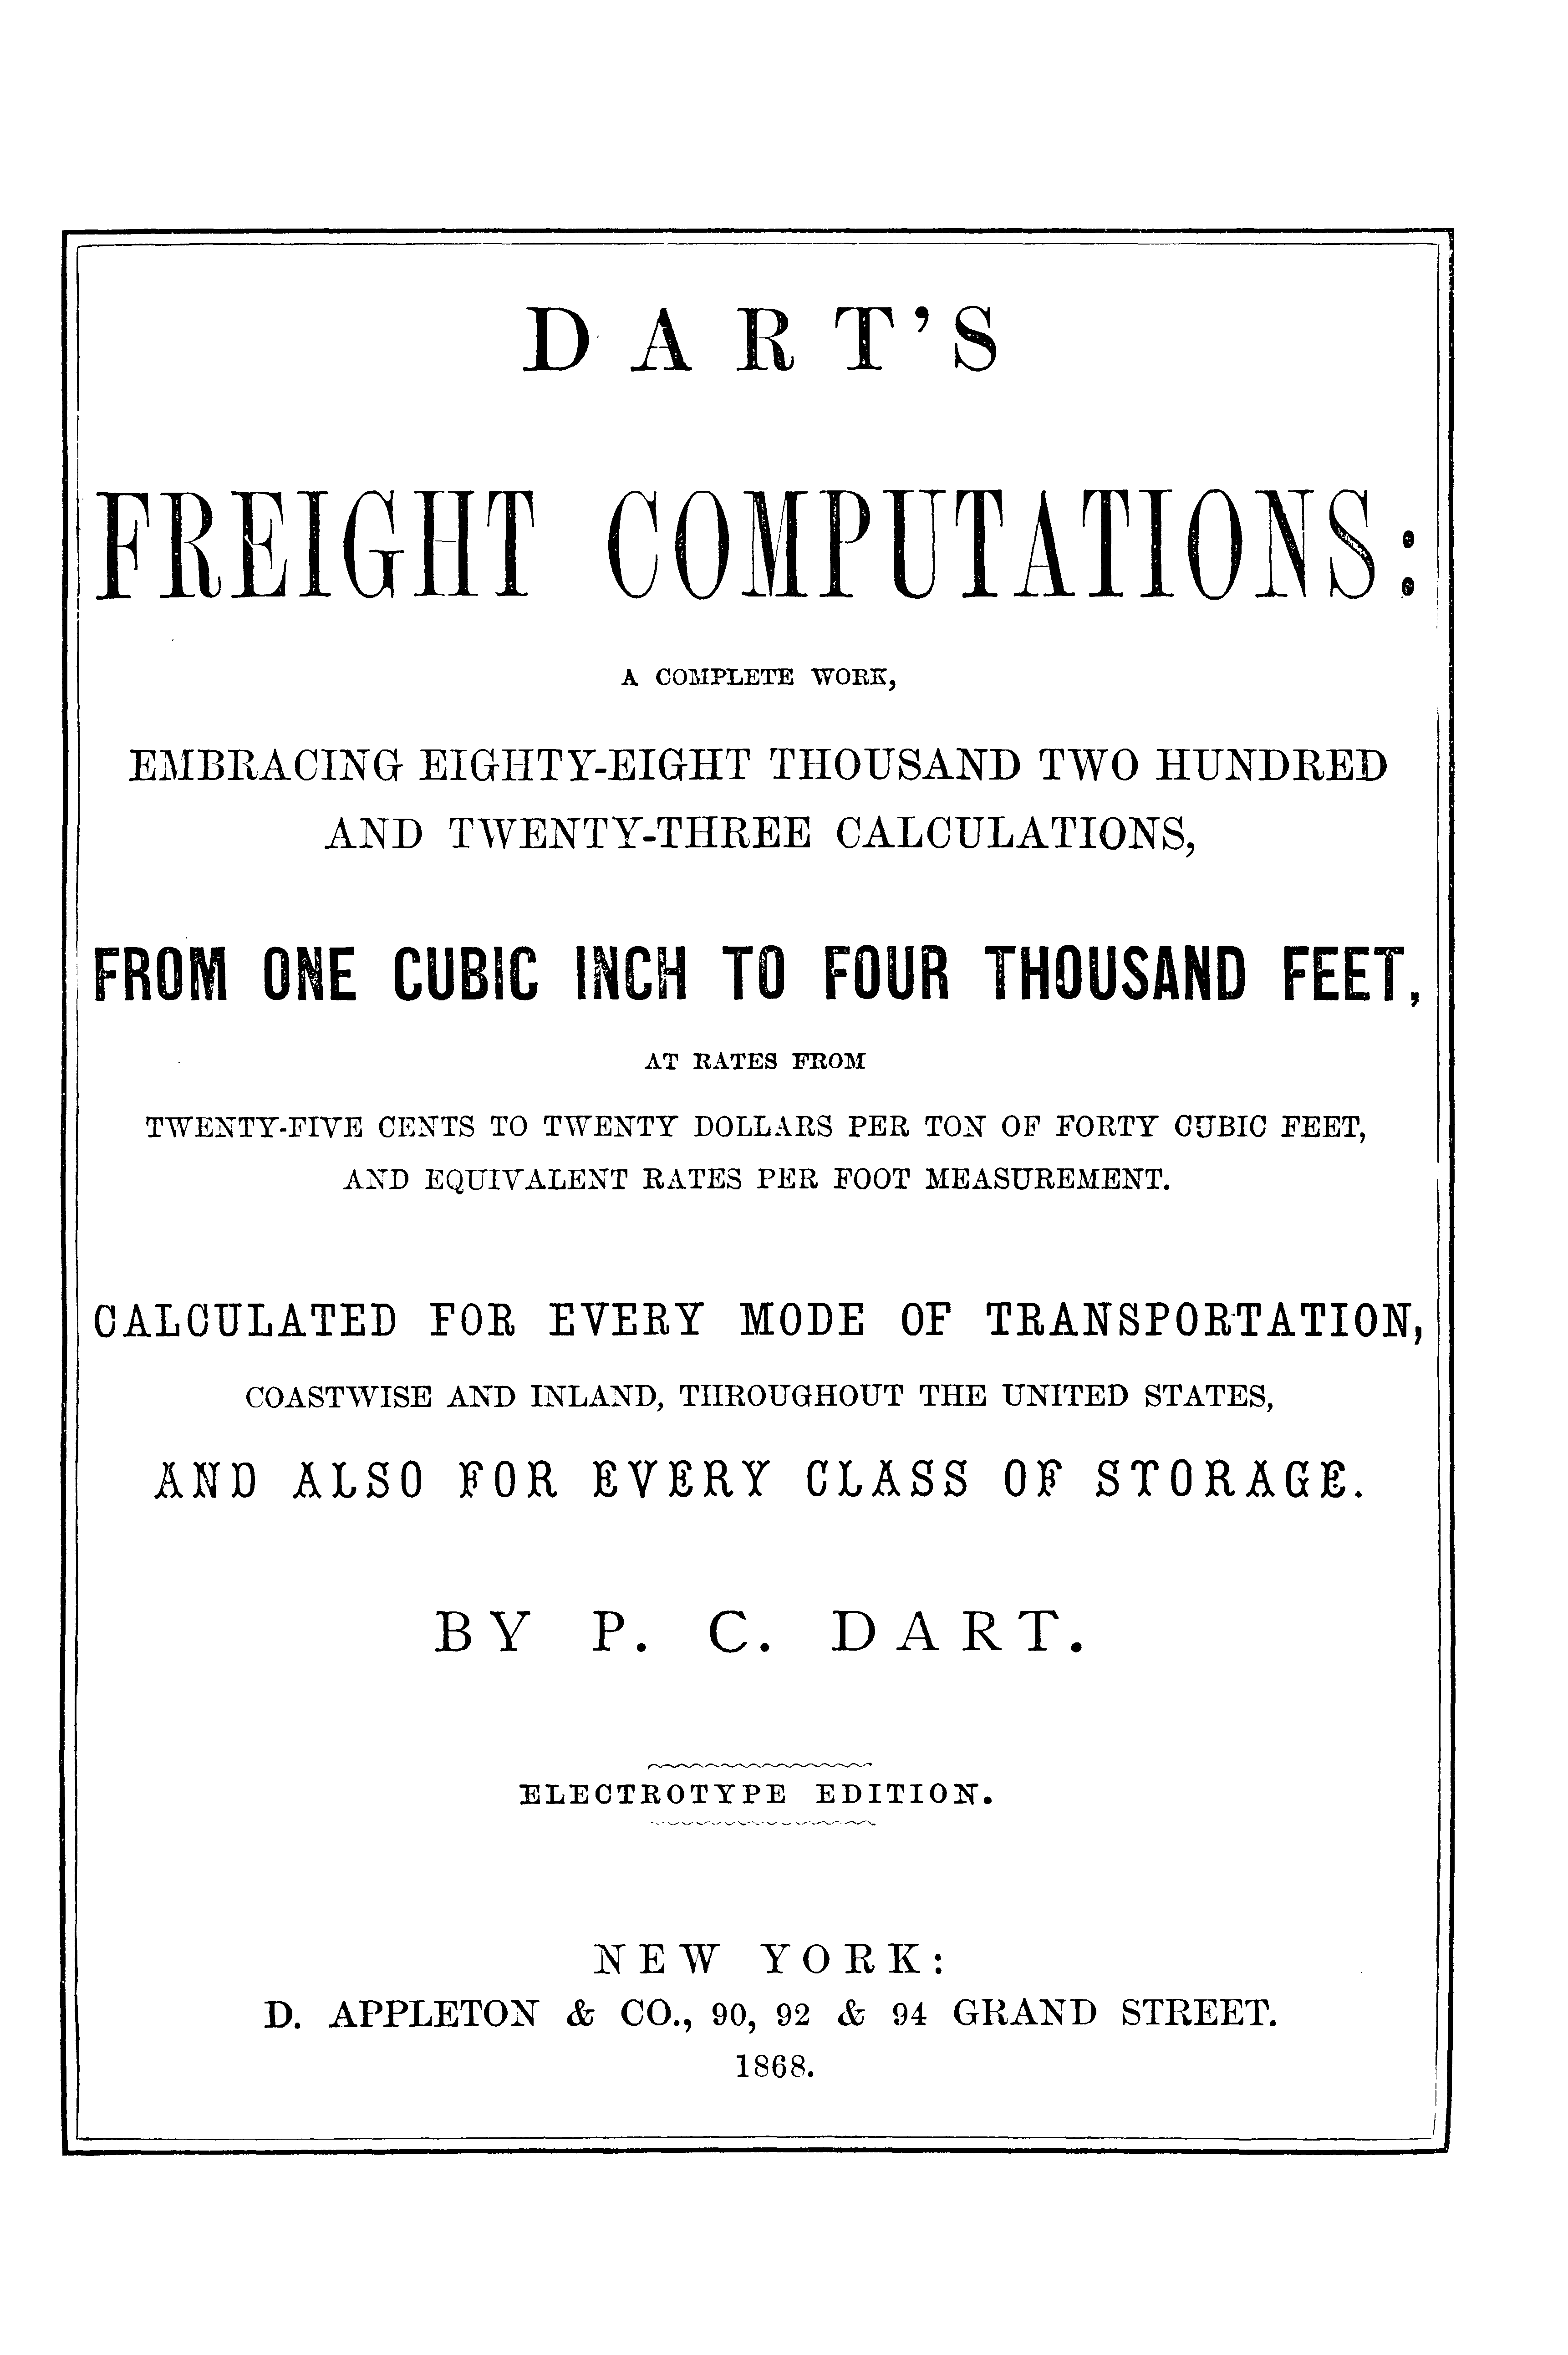 DART'S
FREIGHT COMPUTATIONS:
A COMPLETE WORK,
EMBRACING EIGHTY-EIGHT THOUSAND TWO HUNDRED
AND TWENTY-THREE CALCULATIONS,
FROM ONE CUBIC INCH TO FOUR THOUSAND FEET,
AT RATES FROM
TWENTY-FIVE CENTS TO TWENTY DOLLARS PER TON OF FORTY CUBIC FEET,
AND EQUIVALENT RATES PER FOOT MEASUREMENT.
CALCULATED FOR EVERY MODE OF TRANSPORTATION,
COASTWISE AND INLAND, THROUGHOUT THE UNITED STATES,
AND ALSO FOR EVERY CLASS OF STORAGE.
BY P. C. DART.
ELECTROTYPE EDITION.
NEW YORK:
D. APPLETON & CO., 90, 92 & 94 GRAND STREET.
1868.